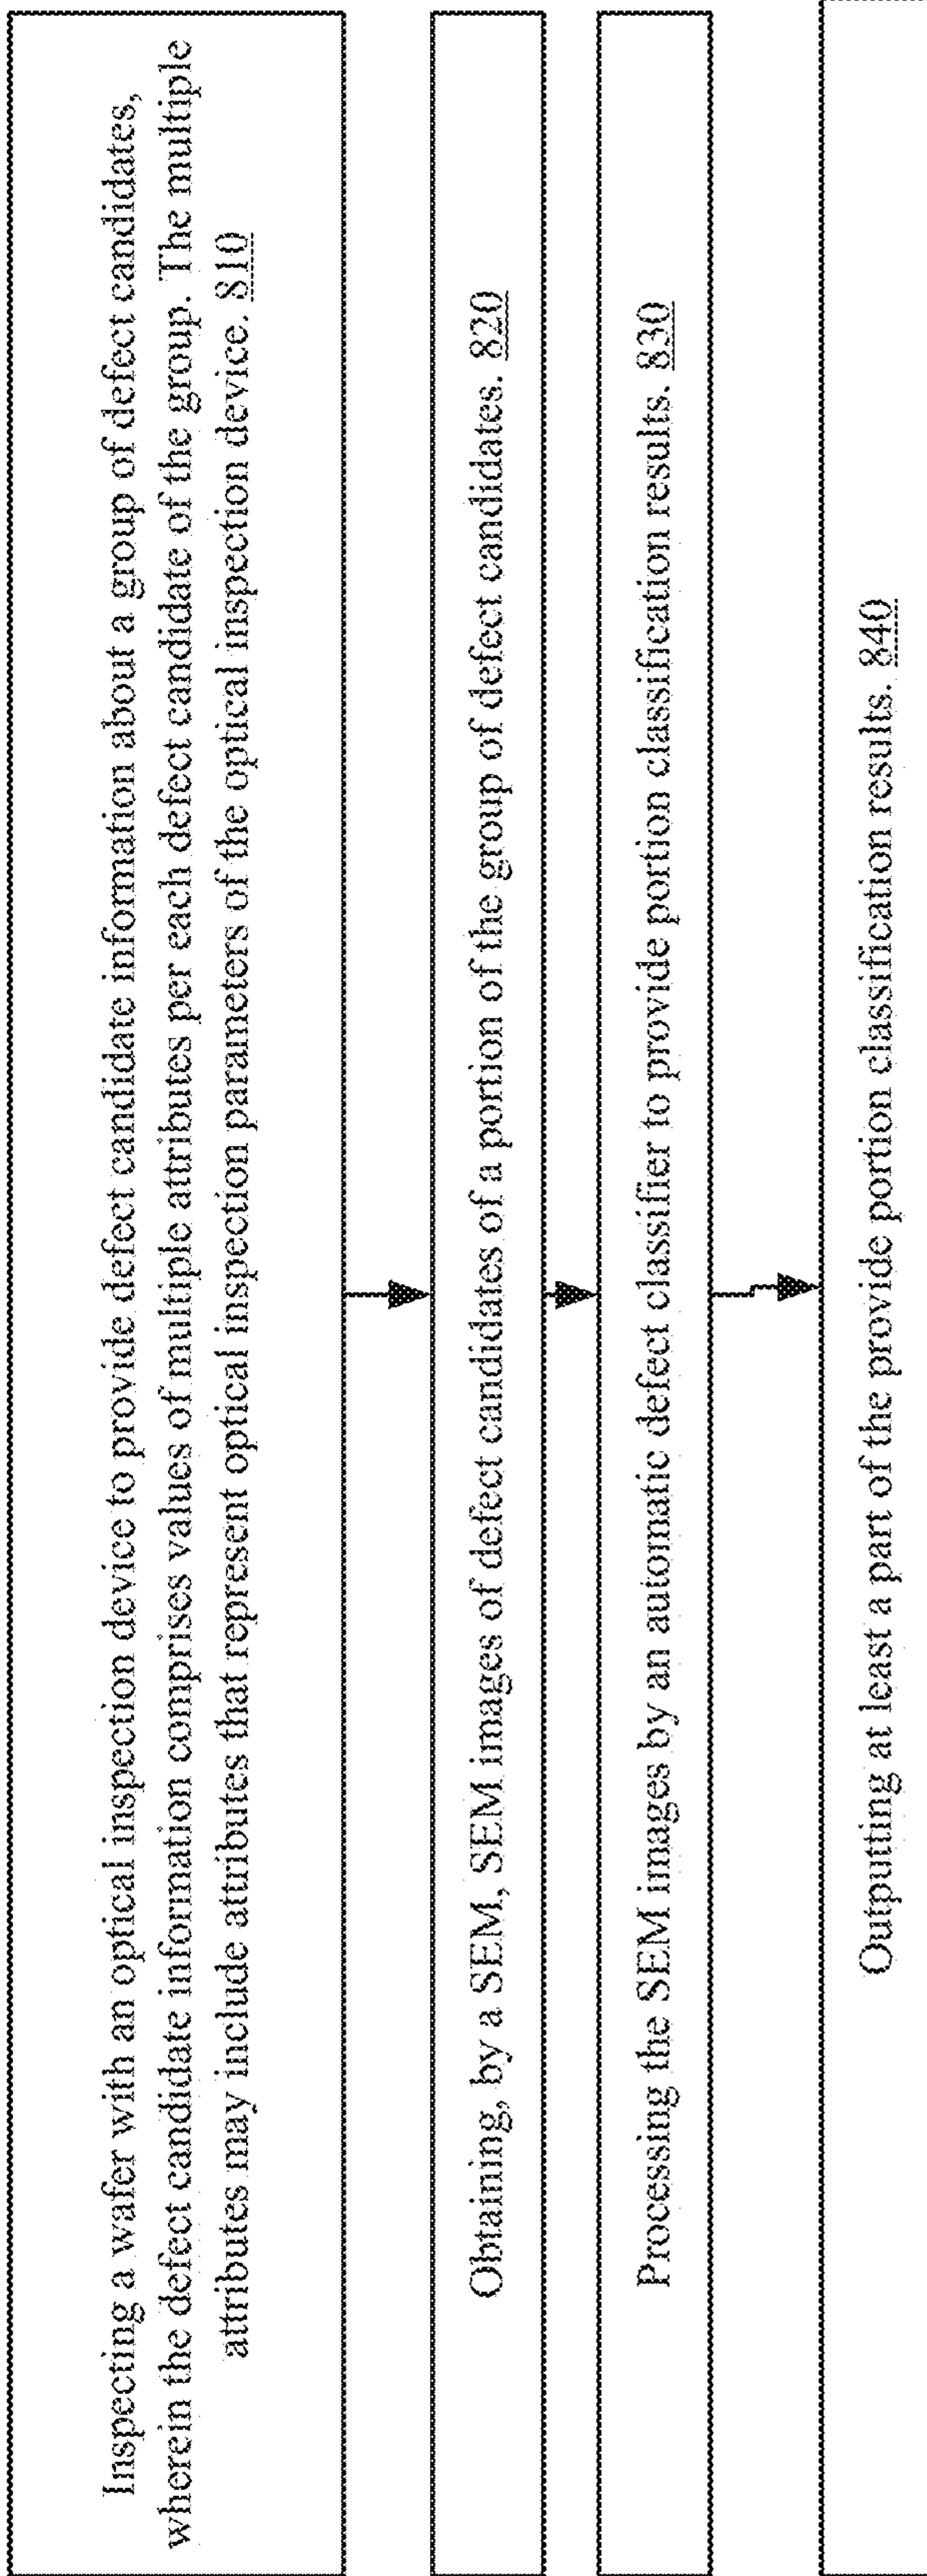 Inspecting a wafer with an optical inspection device to provide defect candidate information about a group of defect candidates,
wherein the defect candidate information comprises values of multiple attributes per each defect candidate of the group. The multiple
attributes may include attributes that represent optical inspection parameters of the optical inspection device. 810
Obtaining, by a SEM, SEM images of defect candidates of a portion of the group of defect candidates. 820
Processing the SEM images by an automatic defect classifier to provide portion classification results. 830
Outputting at least a part of the provide portion classification results. 840